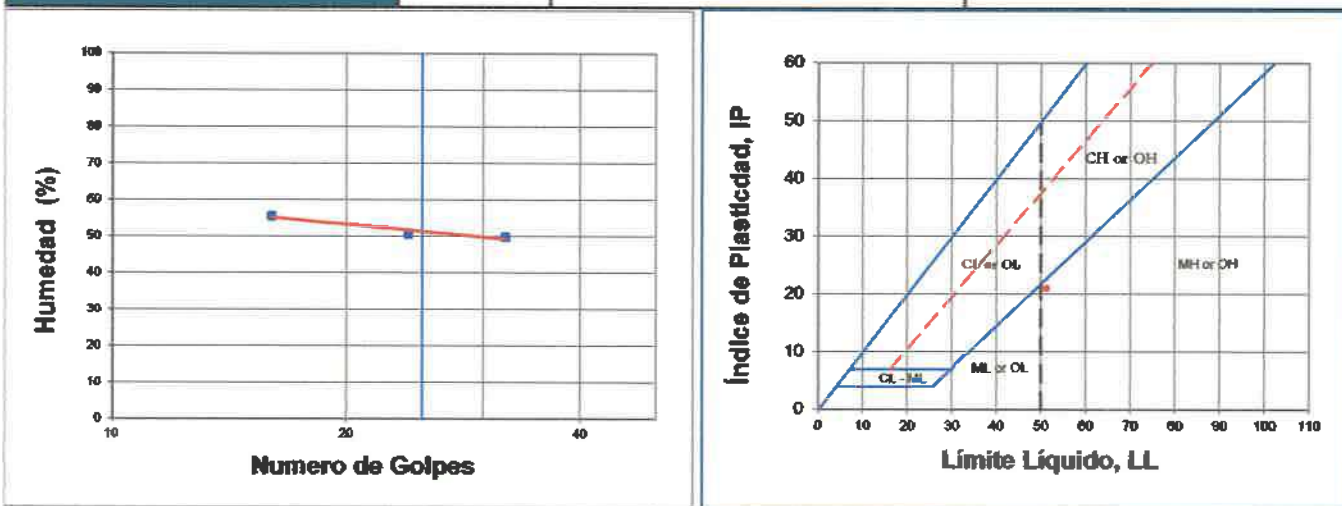 Humedad (%)
100
90
80
70
60
50
40
30
20
10
0
10 20 40
Numero de Golpes
Índice de Plasticdad, IP
60
50
40
30
20
10
0
CH or OH
CL or OL
MH or OH
ML or OL
CL - ML
0 10 20 30 40 50 60 70 80 90 100 110
Límite Líquido, LL